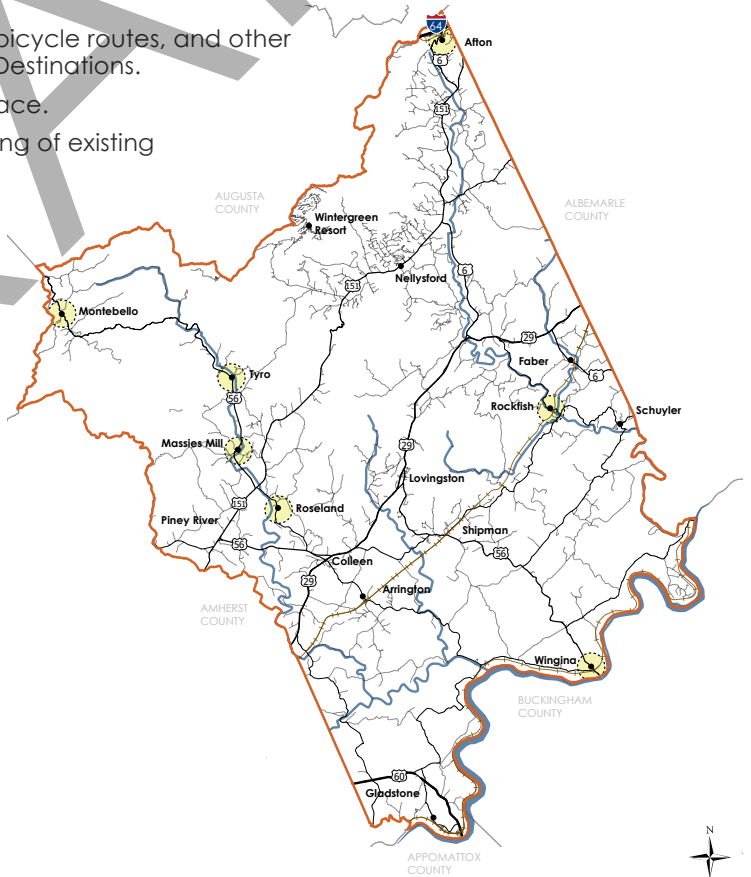 bicycle routes, and other
Destinations.
ace.
ng of existing
64
Afton
6
151
AUGUSTA
COUNTY
ALBEMARLE
COUNTY
Wintergreen
Resort
Nellysford
6
151
Montebello
29
Faber
Tyro
6
56
Rockfish
Schuyler
Massies Mill
29
Lovingston
151
Roseland
Piney River
Shipman
56
56
Colleen
29
Arrington
AMHERST
COUNTY
Wingina
BUCKINGHAM
COUNTY
60
Gladstone
N
APPOMATTOX
COUNTY